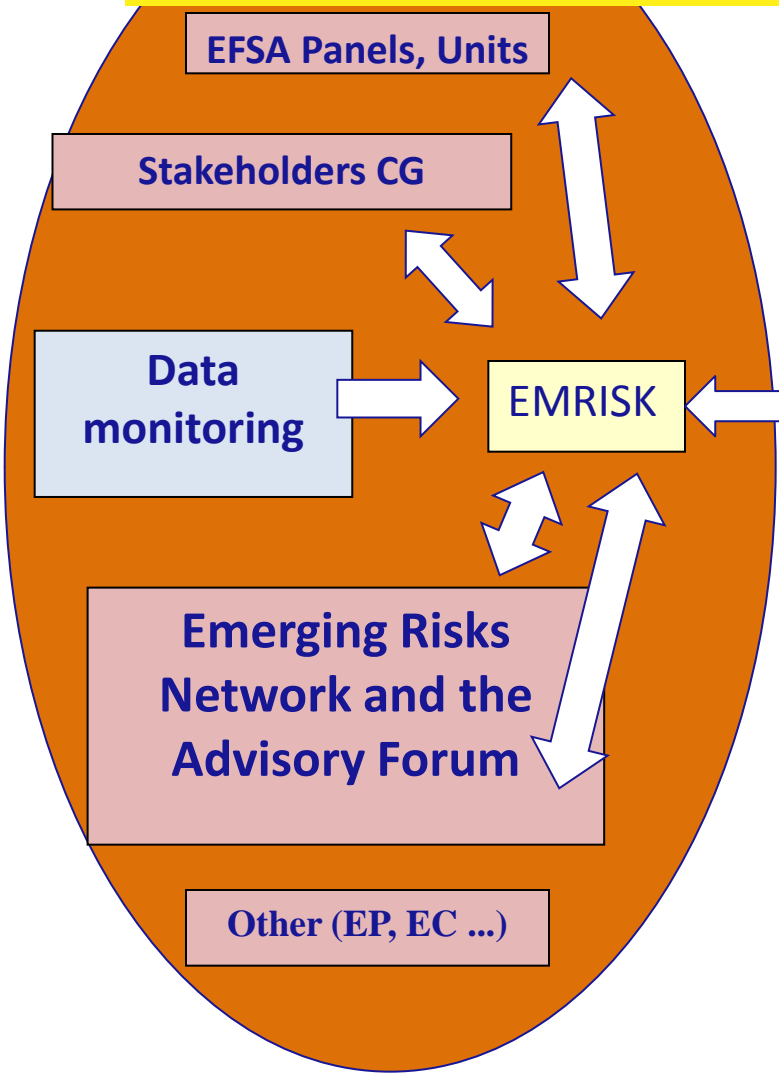 EFSA Panels, Units
Stakeholders CG
Data
monitoring
EMRISK
Emerging Risks
Network and the
Advisory Forum
Other (EP, EC ...)